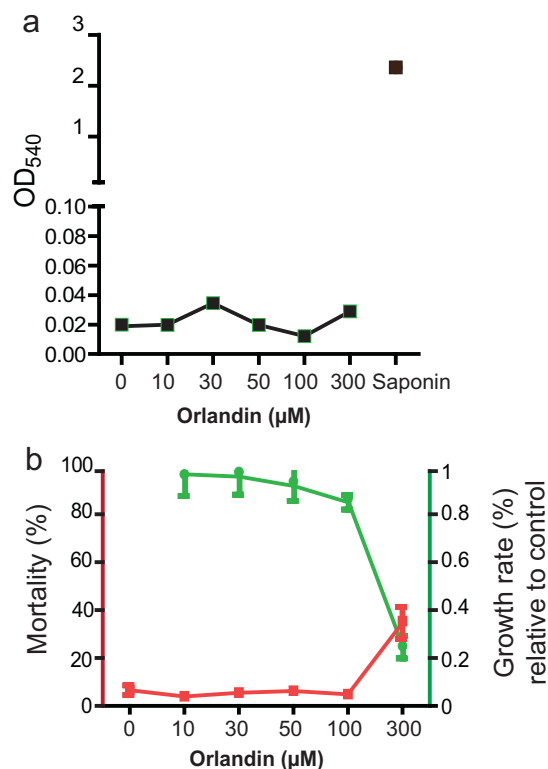 a
3
2
1
OD540
0.10
0.08
0.06
0.04
0.02
0.00
0 10 30 50 100 300 Saponin
Orlandin (µM)
b
100
80
60
40
20
0
Mortality (%)
1
0.8
0.6
0.4
0.2
0
Growth rate (%)
relative to control
0 10 30 50 100 300
Orlandin (µM)